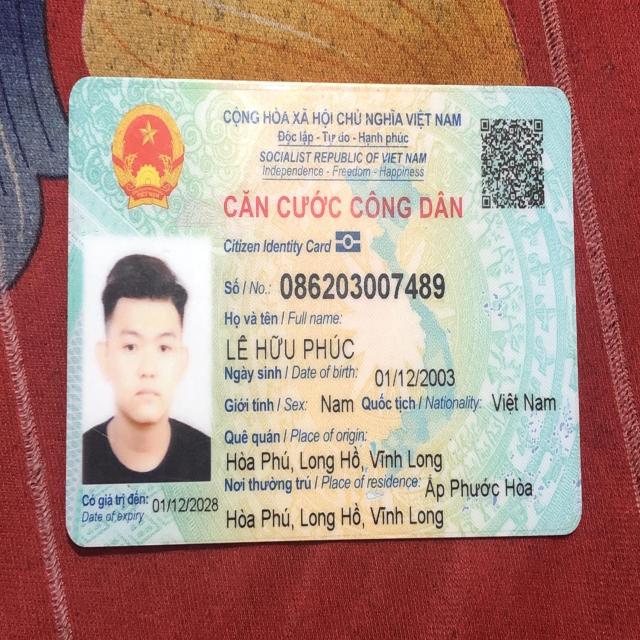 CỘNG HÒA XÃ HỘI CHỦ NGHĨA VIỆT NAM
Độc lập - Tự do - Hạnh phúc
SOCIALIST REPUBLIC OF VIET NAM
Independence - Freedom - Happiness
CĂN CƯỚC CÔNG DÂN
Citizen Identity Card
Số / No.: 086203007489
Họ và tên / Full name:
LÊ HỮU PHÚC
Ngày sinh / Date of birth: 01/12/2003
Giới tính / Sex: Nam Quốc tịch / Nationality: Việt Nam
Quê quán / Place of origin:
Hòa Phú, Long Hồ, Vĩnh Long
Nơi thường trú / Place of residence: Ấp Phước Hòa
Hòa Phú, Long Hồ, Vĩnh Long
Có giá trị đến: 01/12/2028
Date of expiry